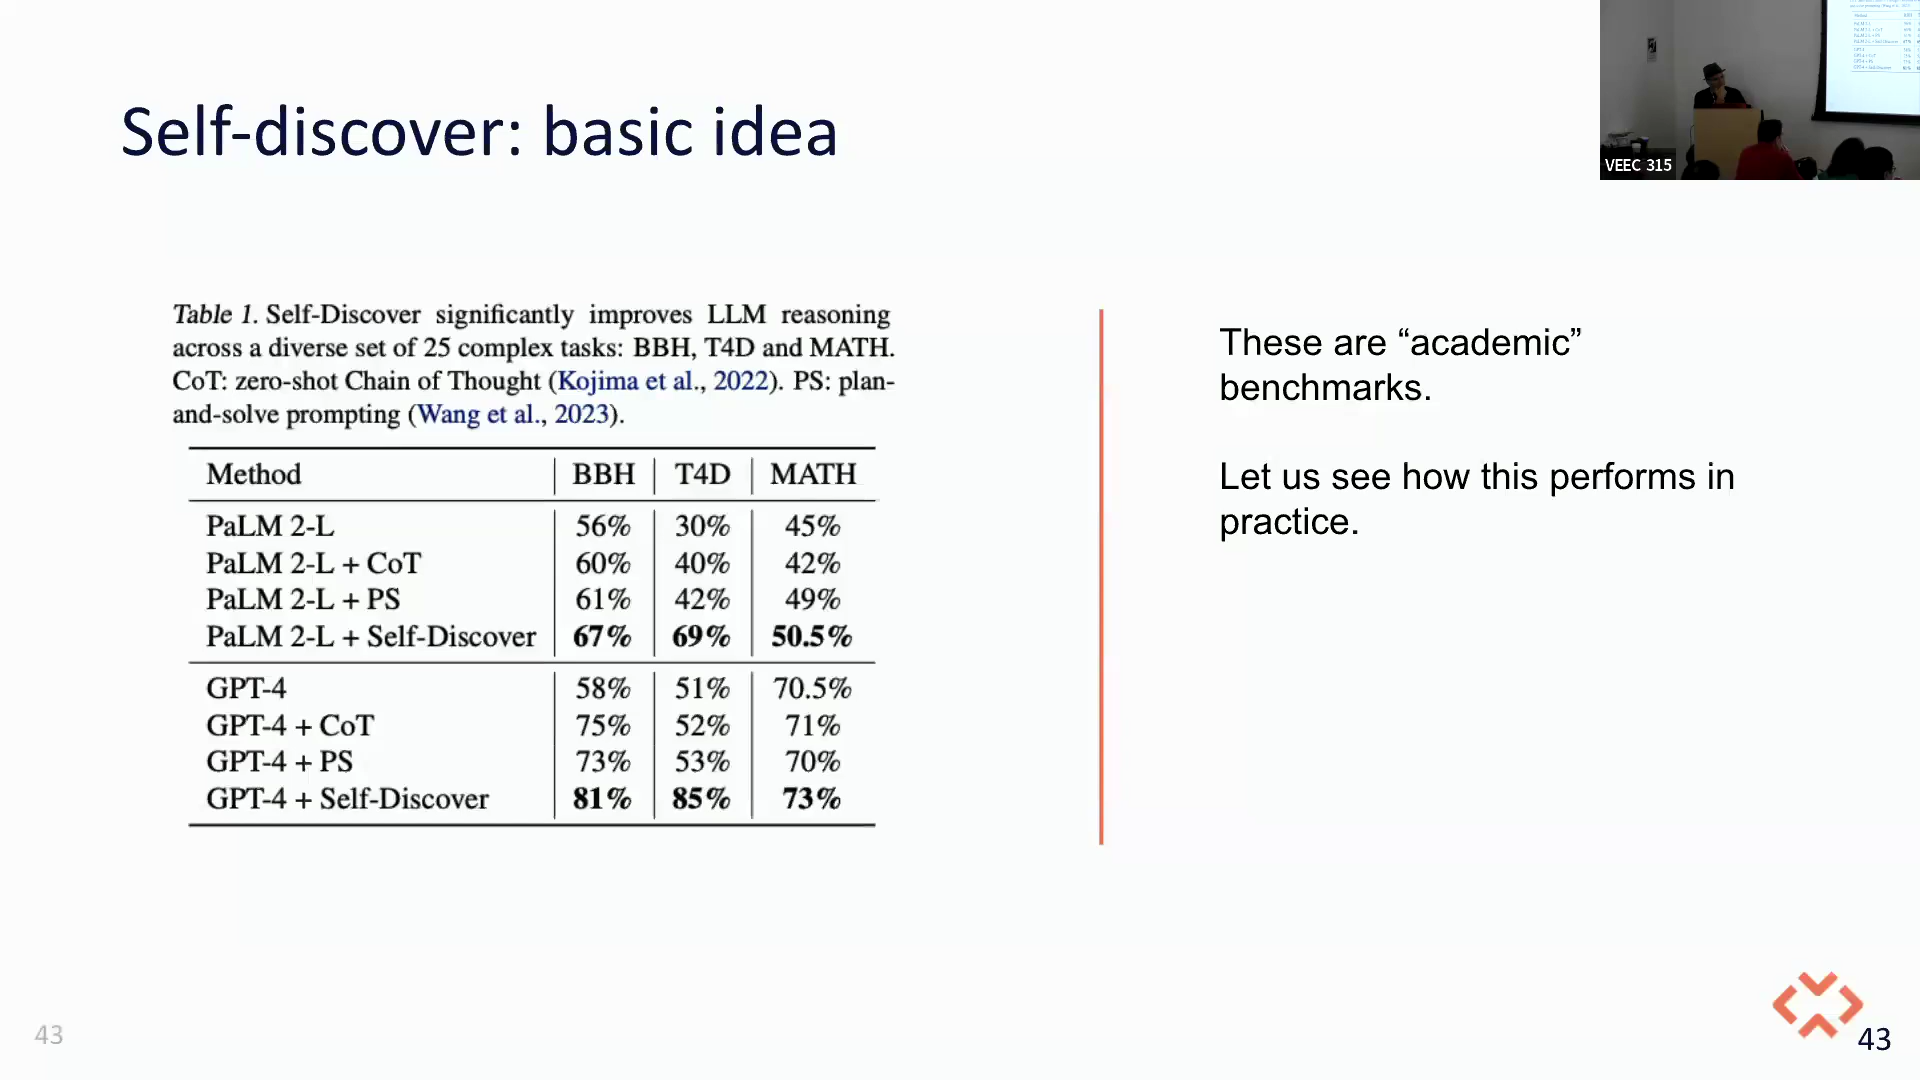 Self-discover: basic idea
VEEC 315
Table 1. Self-Discover significantly improves LLM reasoning
across a diverse set of 25 complex tasks: BBH, T4D and MATH.
CoT: zero-shot Chain of Thought (Kojima et al., 2022). PS: plan-
and-solve prompting (Wang et al., 2023).
Method BBH T4D MATH
PaLM 2-L 56% 30% 45%
PaLM 2-L + CoT 60% 40% 42%
PaLM 2-L + PS 61% 42% 49%
PaLM 2-L + Self-Discover 67% 69% 50.5%
GPT-4 58% 51% 70.5%
GPT-4 + CoT 75% 52% 71%
GPT-4 + PS 73% 53% 70%
GPT-4 + Self-Discover 81% 85% 73%
These are “academic”
benchmarks.
Let us see how this performs in
practice.
43
43